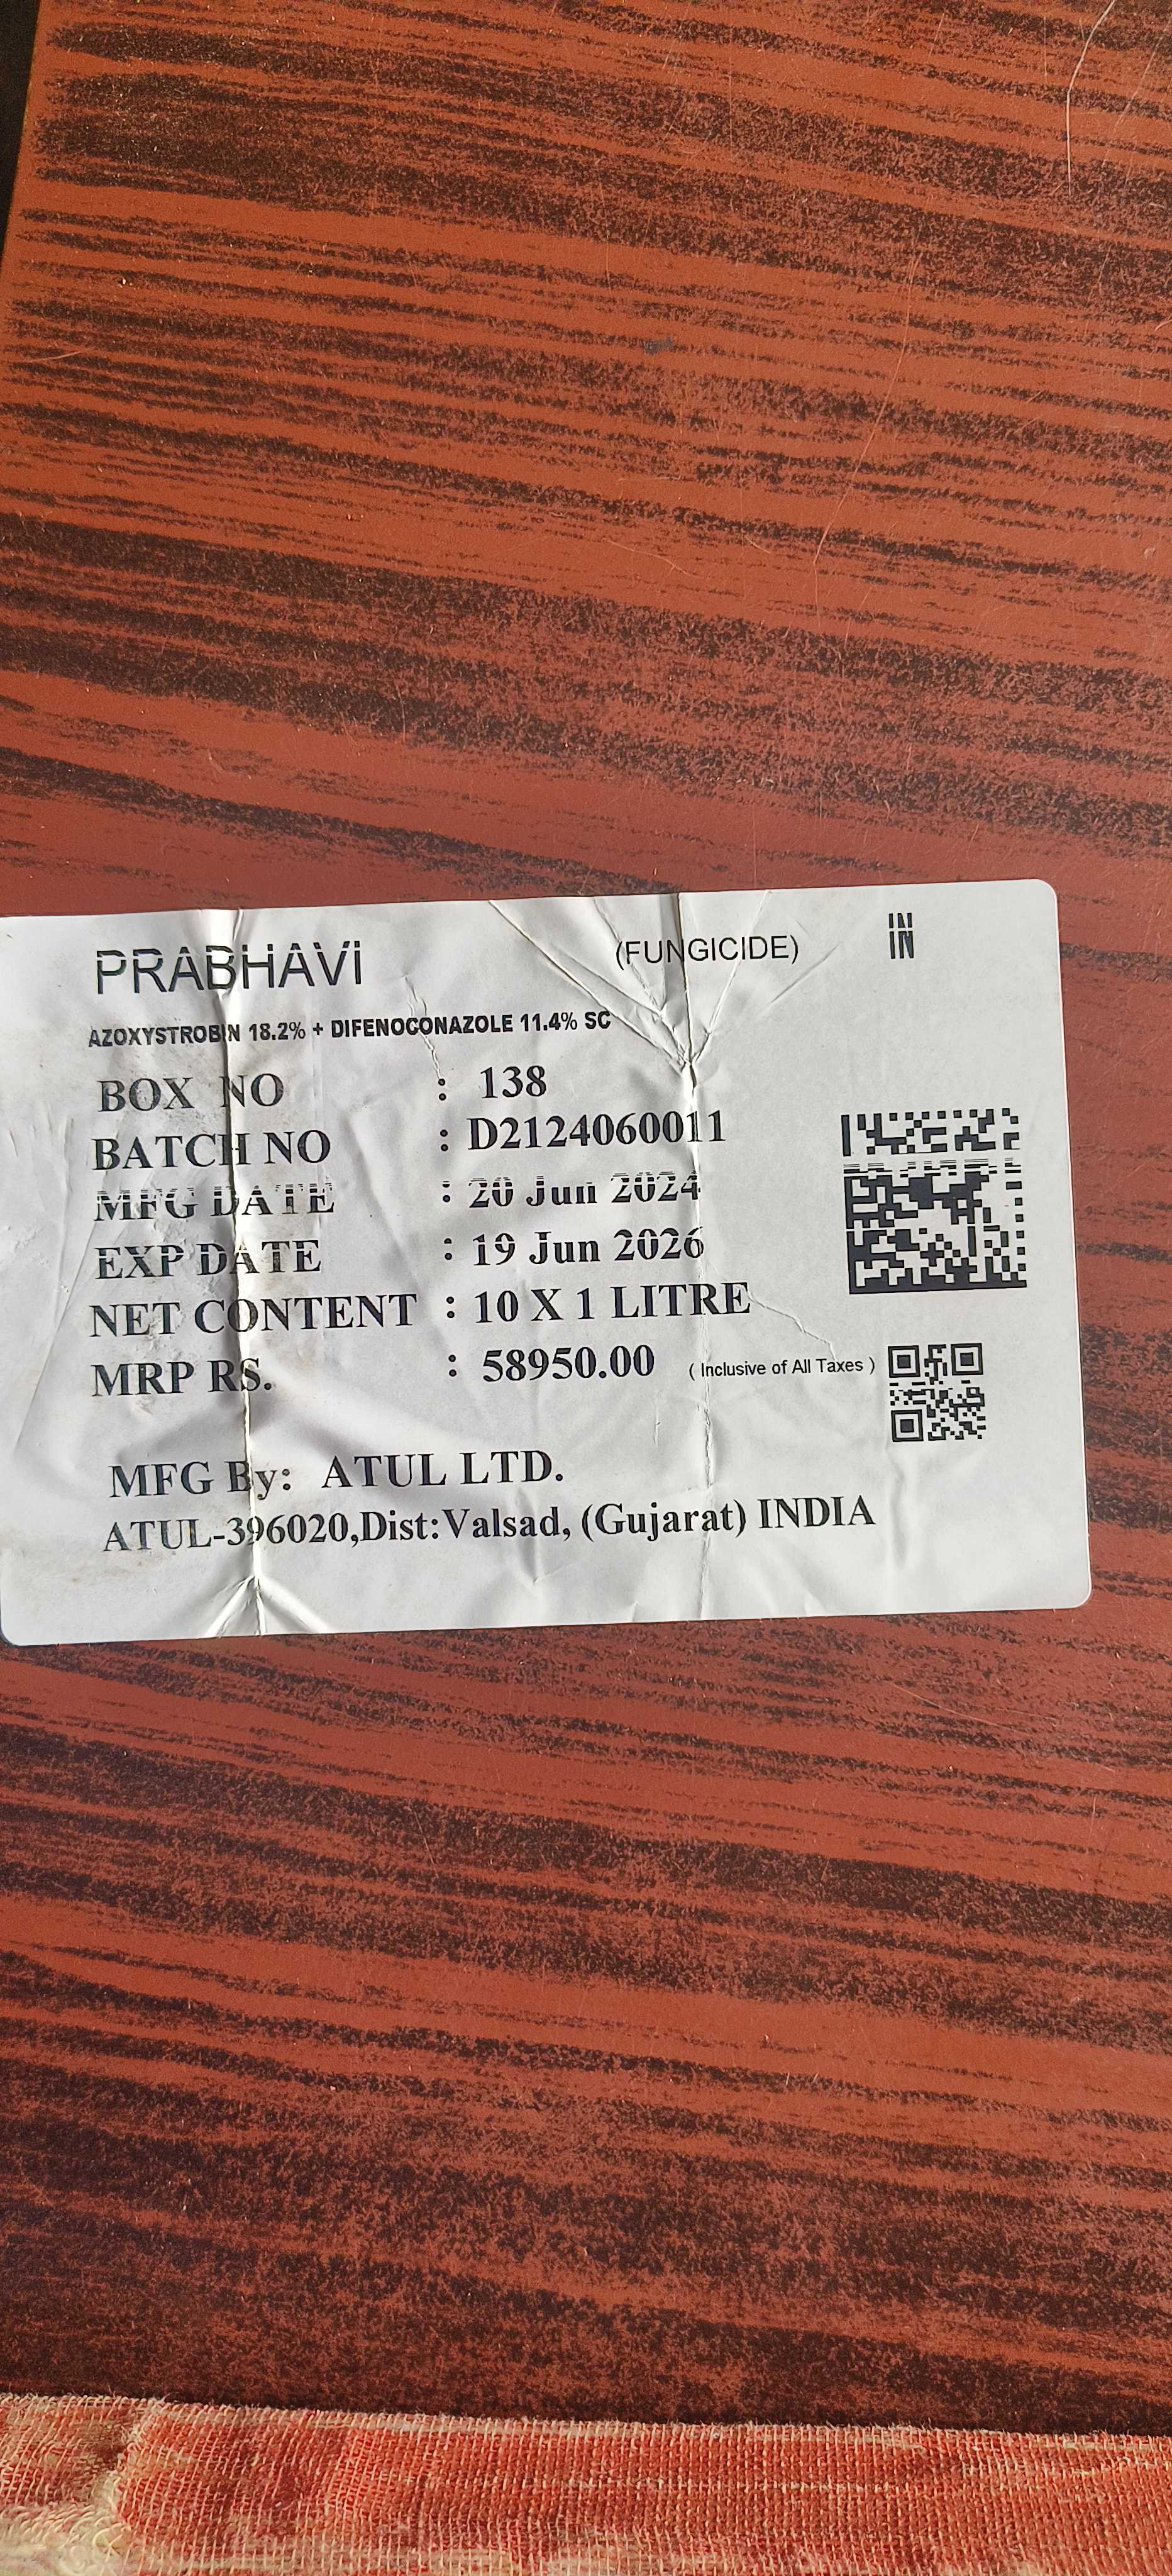 PRABHAVI (FUNGICIDE) IN
AZOXYSTROBIN 18.2% + DIFENOCONAZOLE 11.4% SC
BOX NO : 138
BATCH NO : D2124060011
MFG DATE : 20 Jun 2024
EXP DATE : 19 Jun 2026
NET CONTENT : 10 X 1 LITRE
MRP RS. : 58950.00 ( Inclusive of All Taxes )
MFG By: ATUL LTD.
ATUL-396020,Dist:Valsad, (Gujarat) INDIA